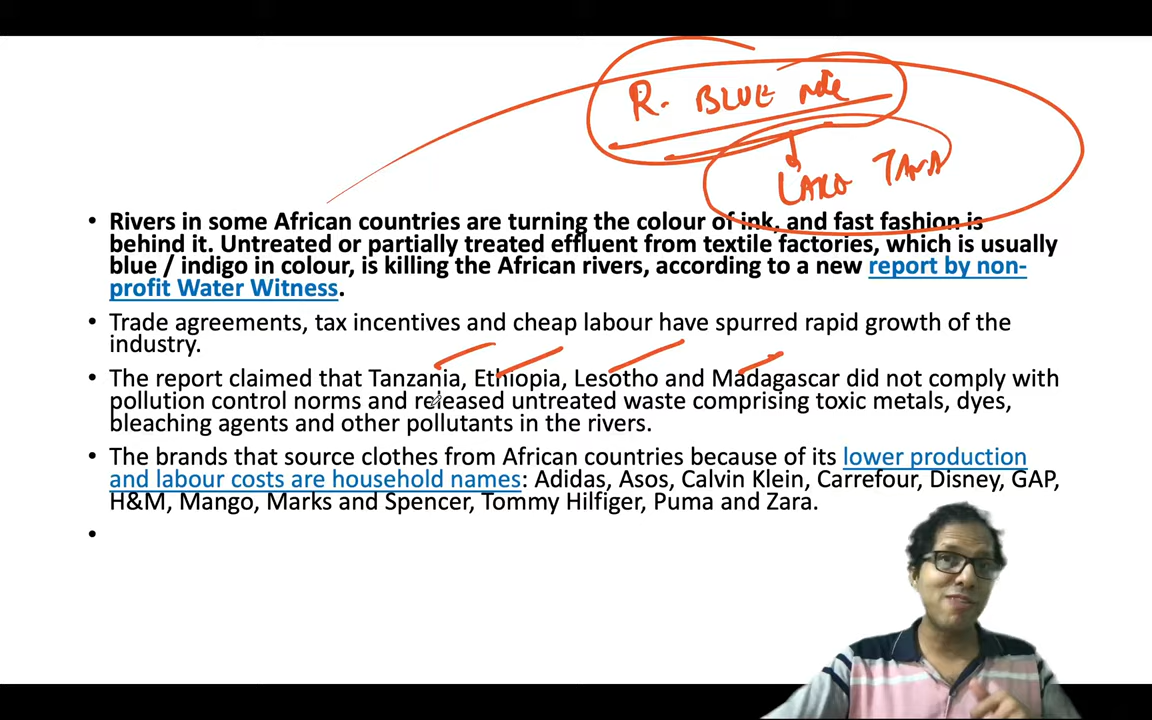 R. BLUE Nile
LAKE TANA
• Rivers in some African countries are turning the colour of ink, and fast fashion is
behind it. Untreated or partially treated effluent from textile factories, which is usually
blue / indigo in colour, is killing the African rivers, according to a new report by non-
profit Water Witness.
• Trade agreements, tax incentives and cheap labour have spurred rapid growth of the
industry.
• The report claimed that Tanzania, Ethiopia, Lesotho and Madagascar did not comply with
pollution control norms and released untreated waste comprising toxic metals, dyes,
bleaching agents and other pollutants in the rivers.
• The brands that source clothes from African countries because of its lower production
and labour costs are household names: Adidas, Asos, Calvin Klein, Carrefour, Disney, GAP,
H&M, Mango, Marks and Spencer, Tommy Hilfiger, Puma and Zara.
•